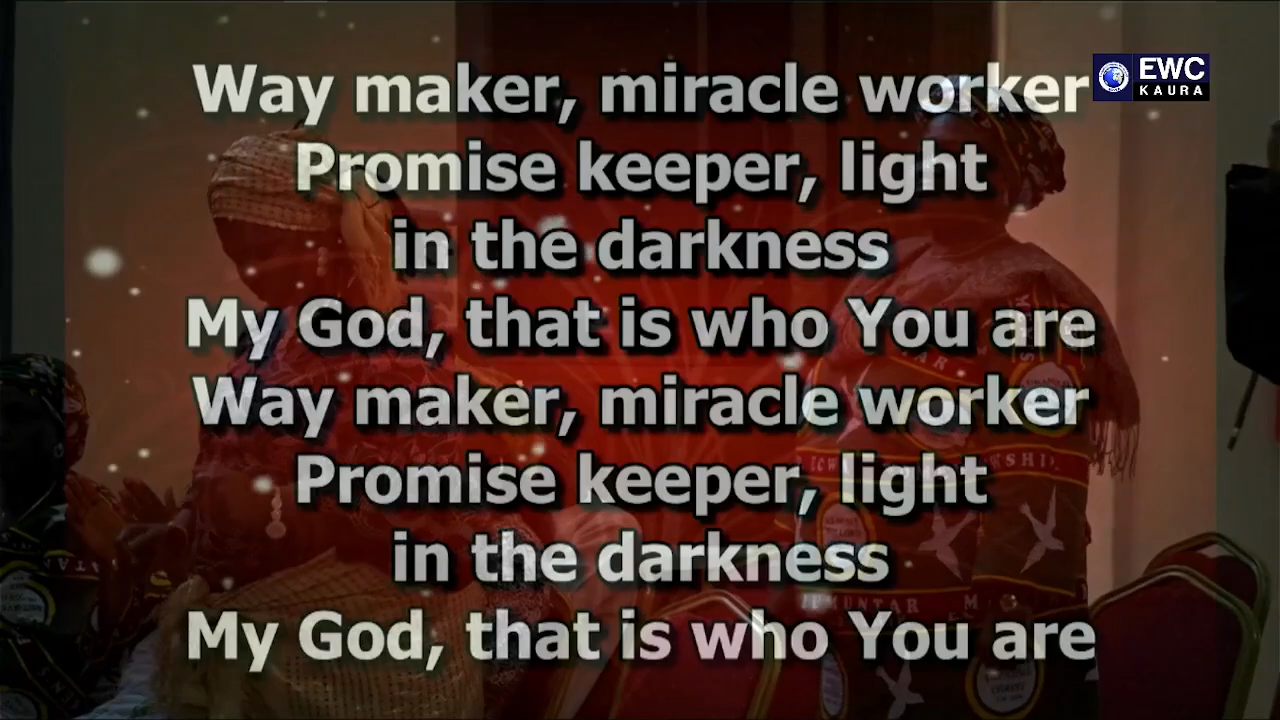 Way maker, miracle worker
Promise keeper, light
in the darkness
My God, that is who You are
Way maker, miracle worker
Promise keeper, light
in the darkness
My God, that is who You are
EWC
KAURA